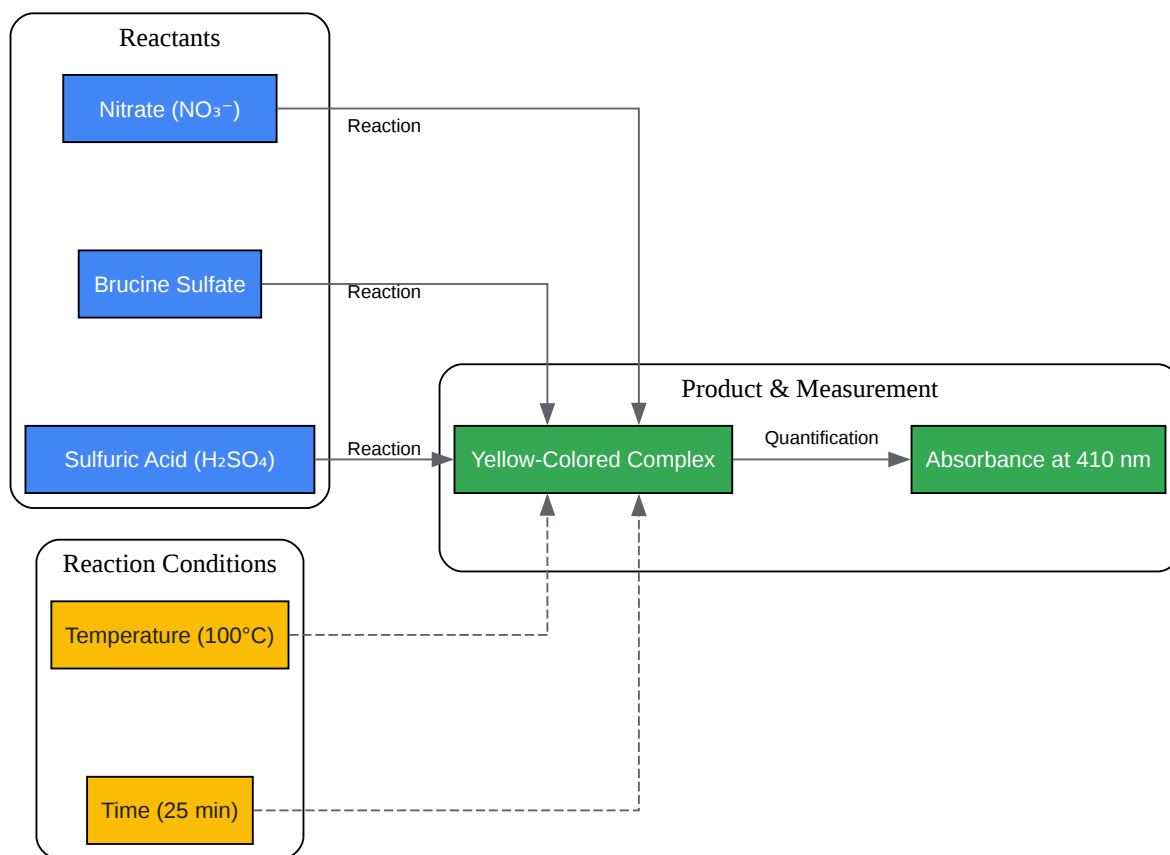 Reactants
Nitrate (NO₃⁻)
Reaction
Brucine Sulfate
Reaction
Product & Measurement
Sulfuric Acid (H₂SO₄)
Reaction
Yellow-Colored Complex
Quantification
Absorbance at 410 nm
Reaction Conditions
Temperature (100°C)
Time (25 min)